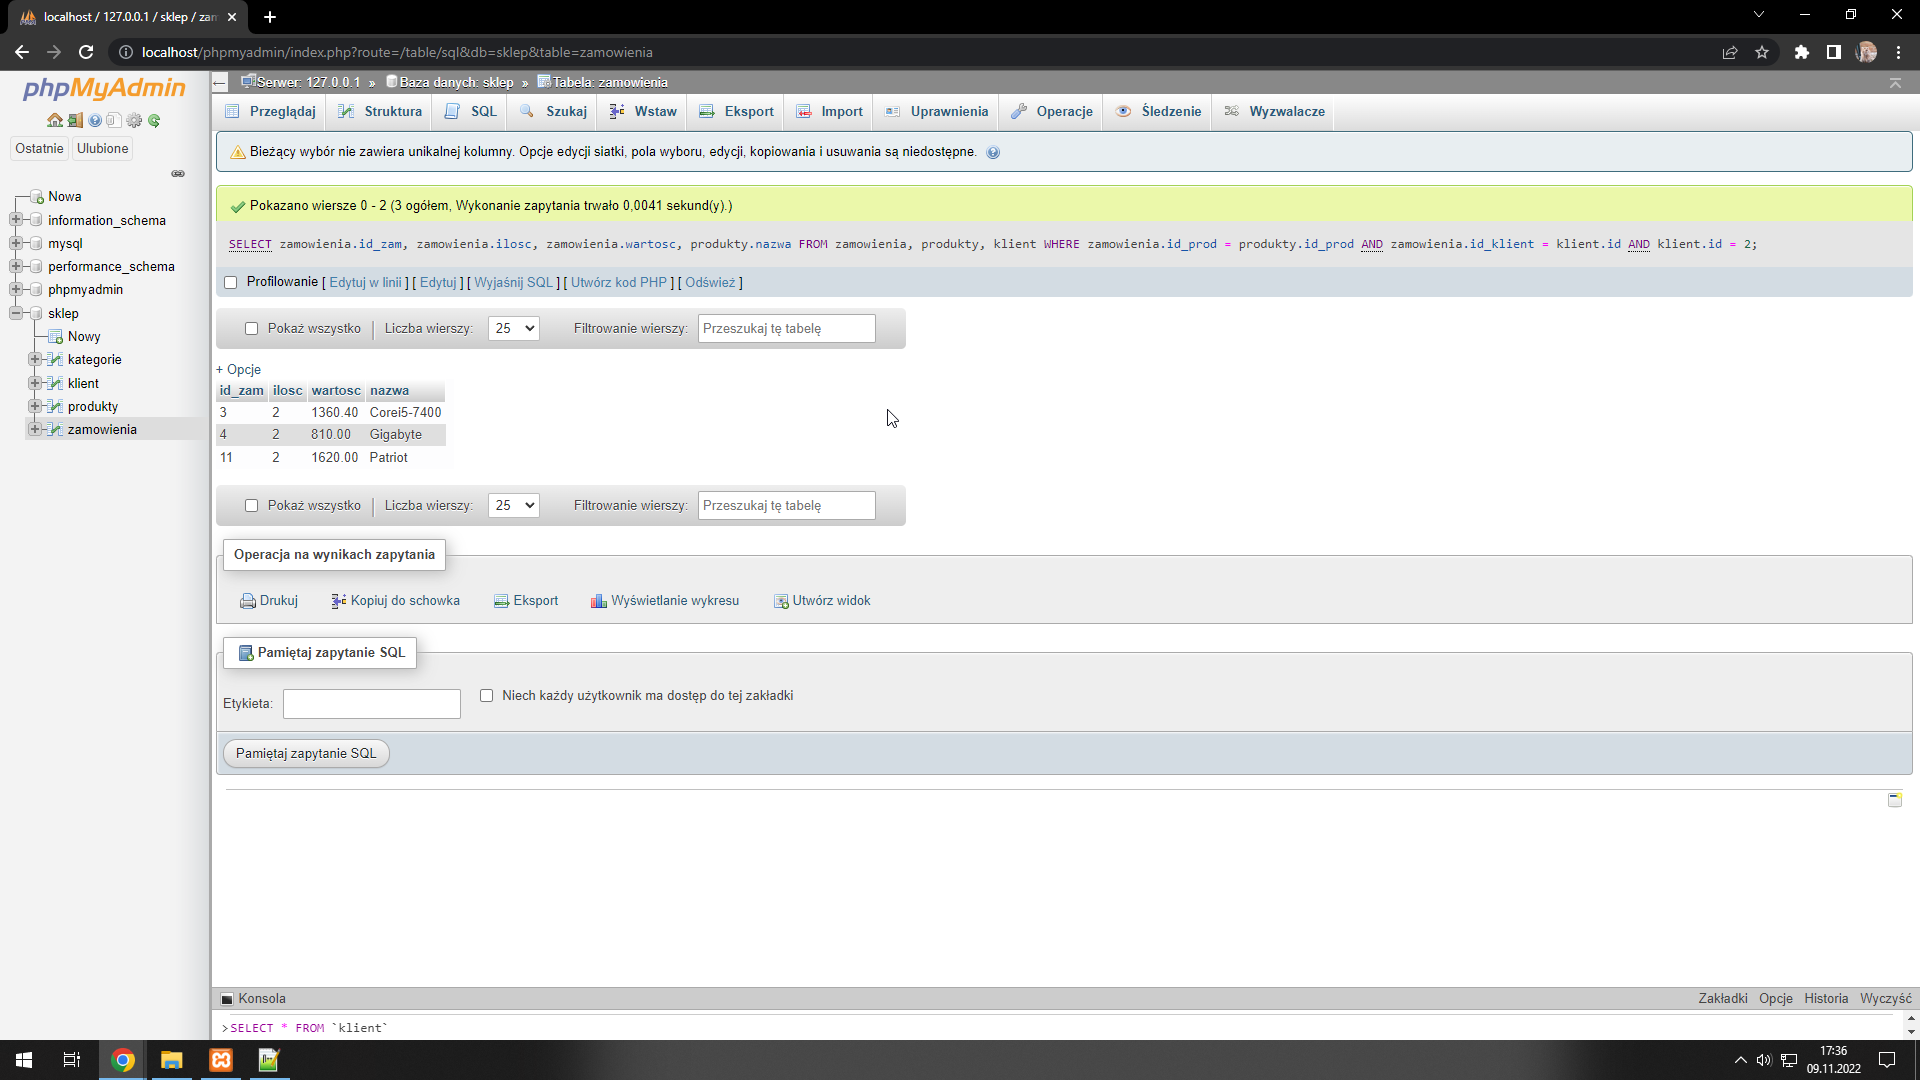 localhost / 127.0.0.1 / sklep / zam
localhost/phpmyadmin/index.php?route=/table/sql&db=sklep&table=zamowienia
phpMyAdmin
Ostatnie Ulubione
Nowa
information_schema
mysql
performance_schema
phpmyadmin
sklep
Nowy
kategorie
klient
produkty
zamowienia
Serwer: 127.0.0.1 » Baza danych: sklep » Tabela: zamowienia
Przeglądaj Struktura SQL Szukaj Wstaw Eksport Import Uprawnienia Operacje Śledzenie Wyzwalacze
Bieżący wybór nie zawiera unikalnej kolumny. Opcje edycji siatki, pola wyboru, edycji, kopiowania i usuwania są niedostępne.
Pokazano wiersze 0 - 2 (3 ogółem, Wykonanie zapytania trwało 0,0041 sekund(y).)
SELECT zamowienia.id_zam, zamowienia.ilosc, zamowienia.wartosc, produkty.nazwa FROM zamowienia, produkty, klient WHERE zamowienia.id_prod = produkty.id_prod AND zamowienia.id_klient = klient.id AND klient.id = 2;
Profilowanie [ Edytuj w linii ] [ Edytuj ] [ Wyjaśnij SQL ] [ Utwórz kod PHP ] [ Odśwież ]
Pokaż wszystko Liczba wierszy: 25 Filtrowanie wierszy: Przeszukaj tę tabelę
+ Opcje
id_zam ilosc wartosc nazwa
3 2 1360.40 Corei5-7400
4 2 810.00 Gigabyte
11 2 1620.00 Patriot
Pokaż wszystko Liczba wierszy: 25 Filtrowanie wierszy: Przeszukaj tę tabelę
Operacja na wynikach zapytania
Drukuj Kopiuj do schowka Eksport Wyświetlanie wykresu Utwórz widok
Pamiętaj zapytanie SQL
Etykieta: Niech każdy użytkownik ma dostęp do tej zakładki
Pamiętaj zapytanie SQL
Konsola Zakładki Opcje Historia Wyczyść
>SELECT * FROM `klient`
17:36
09.11.2022